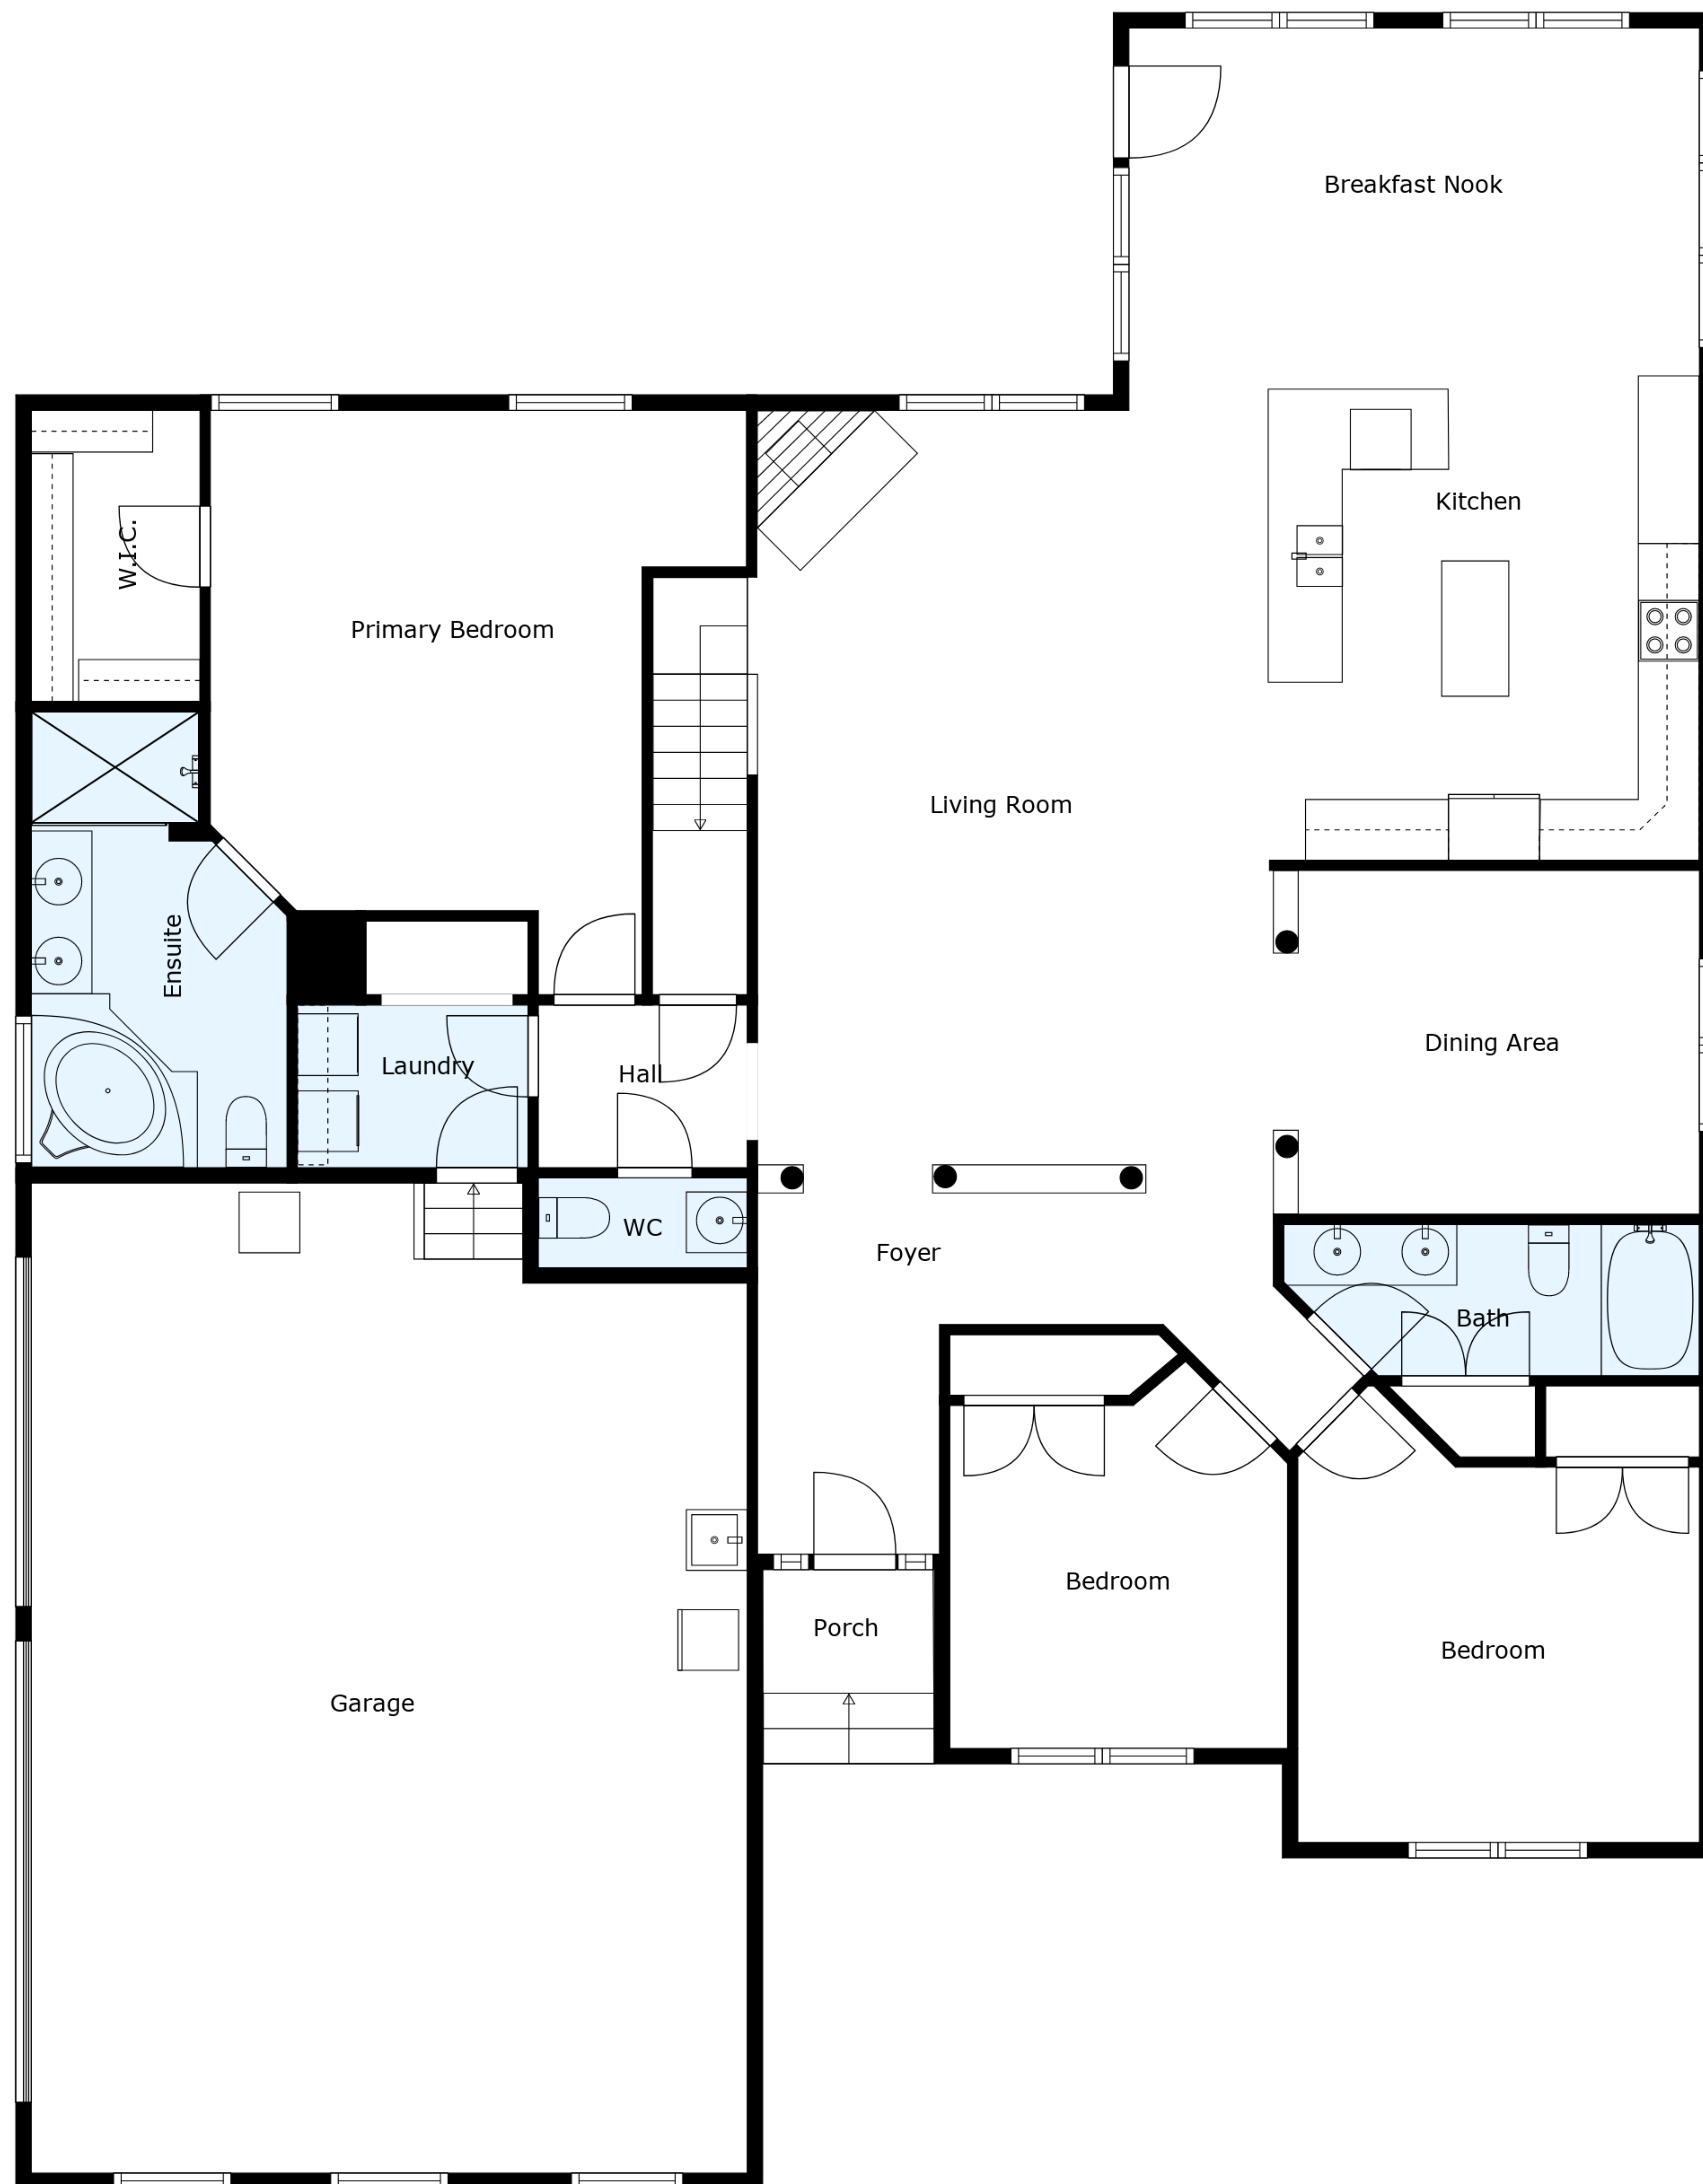 Breakfast Nook
Kitchen
W.I.C.
Primary Bedroom
Living Room
Ensuite
Dining Area
Laundry
Hall
WC
Foyer
Bath
Bedroom
Porch
Bedroom
Garage